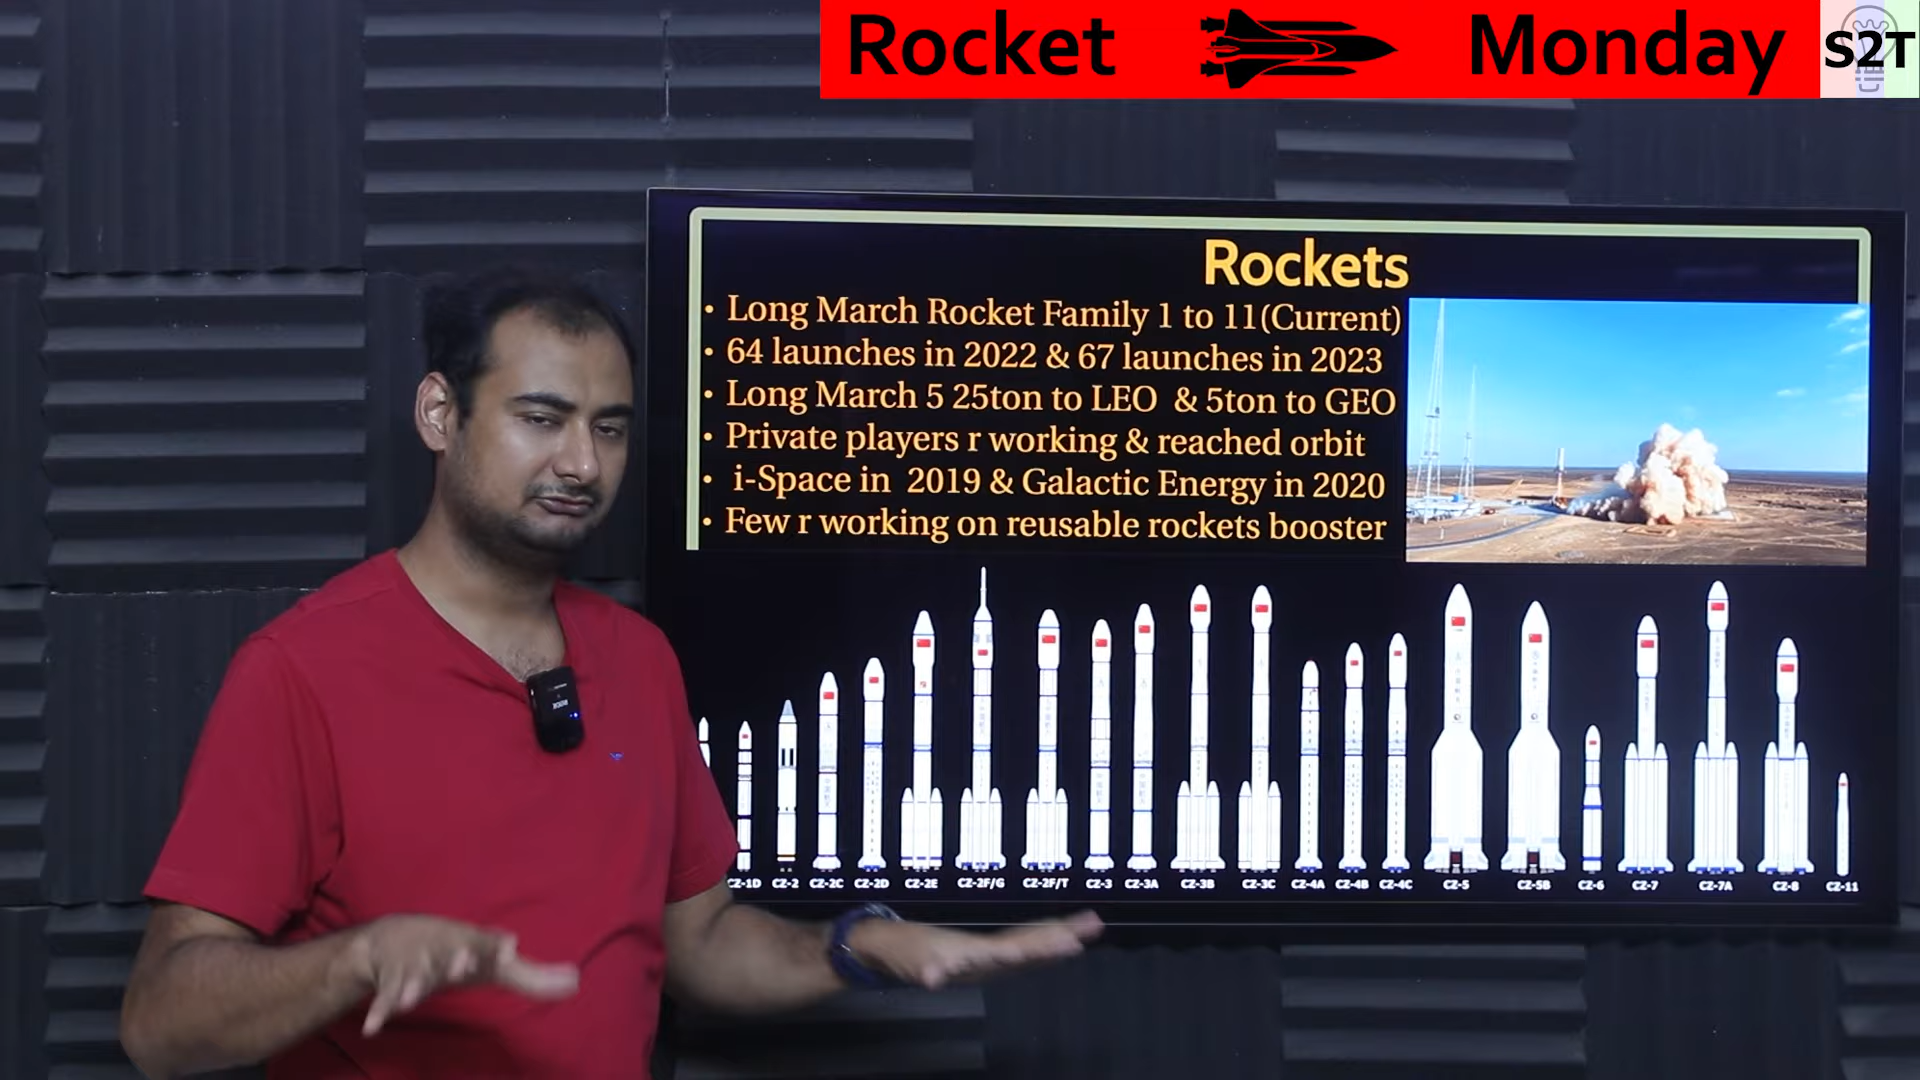 Rocket Monday
S2T
Rockets
• Long March Rocket Family 1 to 11(Current)
• 64 launches in 2022 & 67 launches in 2023
• Long March 5 25ton to LEO & 5ton to GEO
• Private players r working & reached orbit
• i-Space in 2019 & Galactic Energy in 2020
• Few r working on reusable rockets booster
CZ-1D CZ-2 CZ-2C CZ-2D CZ-2E CZ-2F/G CZ-2F/T CZ-3 CZ-3A CZ-3B CZ-3C CZ-4A CZ-4B CZ-4C CZ-5 CZ-5B CZ-6 CZ-7 CZ-7A CZ-8 CZ-11